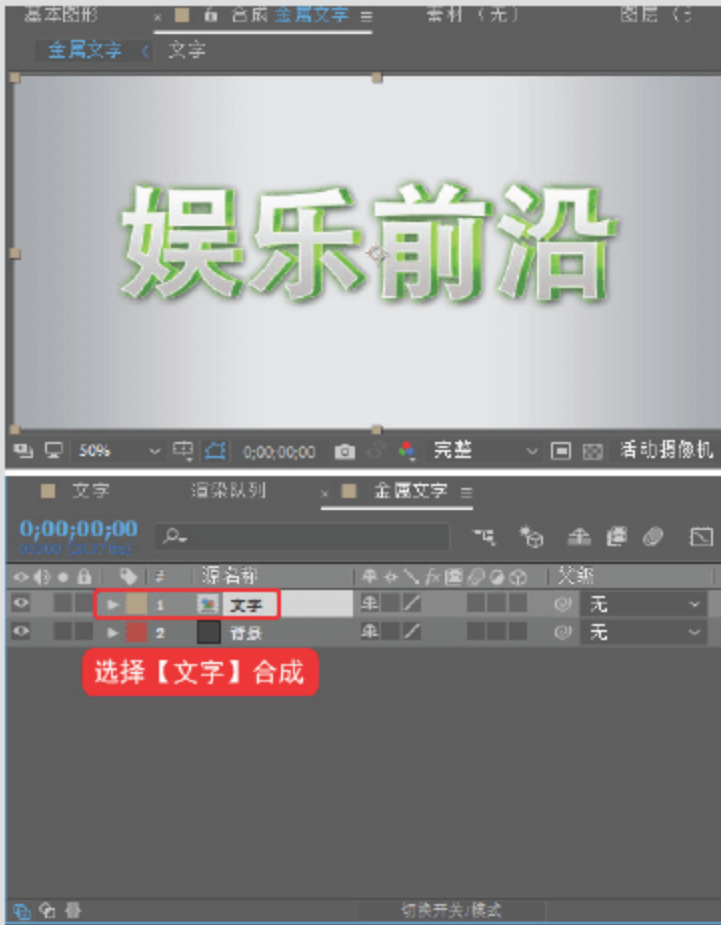 基本图形 × 合成 金属文字 ≡ 素材（无） 图层（
金属文字 ‹ 文字
娱乐前沿
50% 0;00;00;00 完整 活动摄像机
文字 渲染队列 × 金属文字 ≡
0;00;00;00
# 源名称 父级
1 文字 无
2 背景 无
选择【文字】合成
切换开关/模式